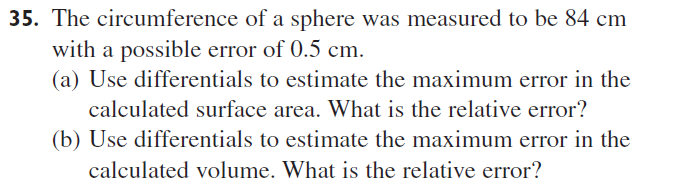 35. The circumference of a sphere was measured to be 84 cm
with a possible error of 0.5 cm.
(a) Use differentials to estimate the maximum error in the
calculated surface area. What is the relative error?
(b) Use differentials to estimate the maximum error in the
calculated volume. What is the relative error?